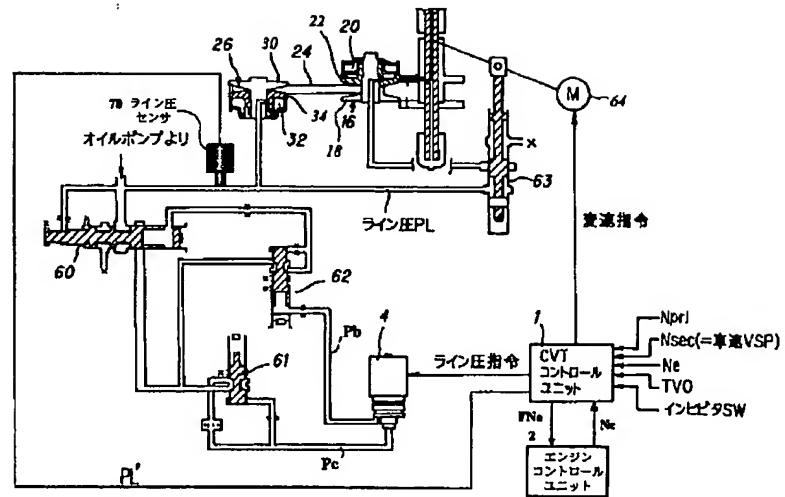 26
30
24
22
20
70 ライン圧
センサ
オイルポンプより
34
16
32
18
M
64
63
変速指令
ライン圧PL
60
62
Pb
4
61
ライン圧指令
1
CVT
コントロール
ユニット
Npri
Nsec(=車速VSP)
Ne
TVO
インヒビタSW
2
Ne
エンジン
コントロール
ユニット
Pc
PL'